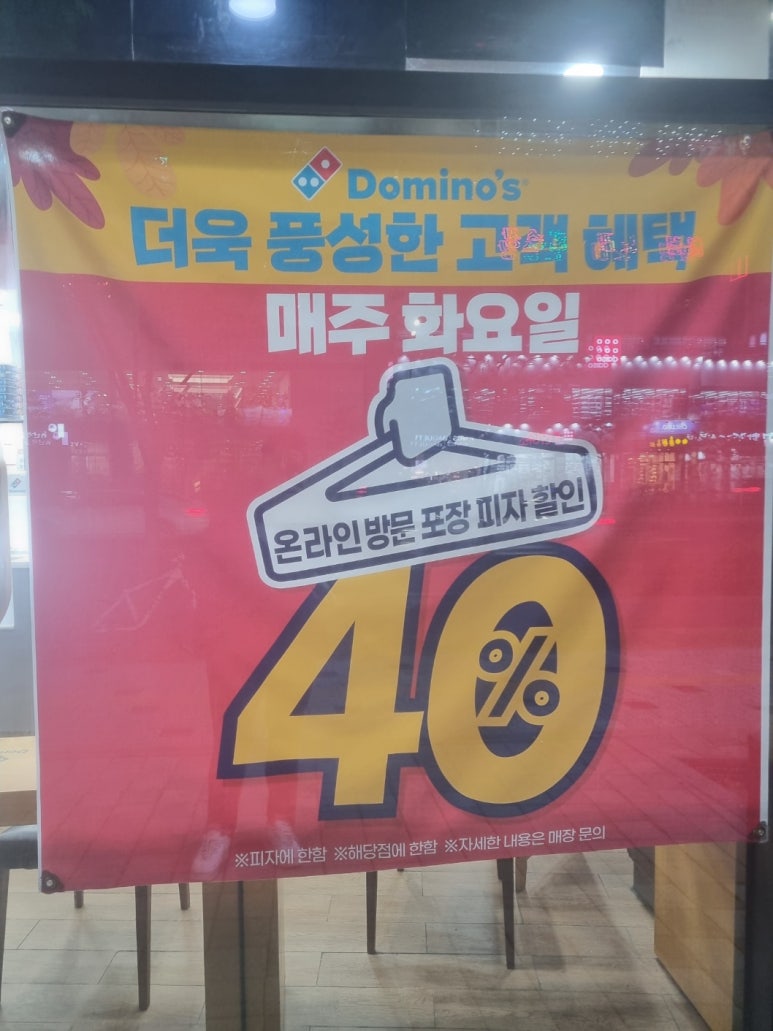 Domino's
더욱 풍성한 고객 혜택
매주 화요일
온라인 방문 포장 피자 할인
40%
※피자에 한함 ※해당점에 한함 ※자세한 내용은 매장 문의